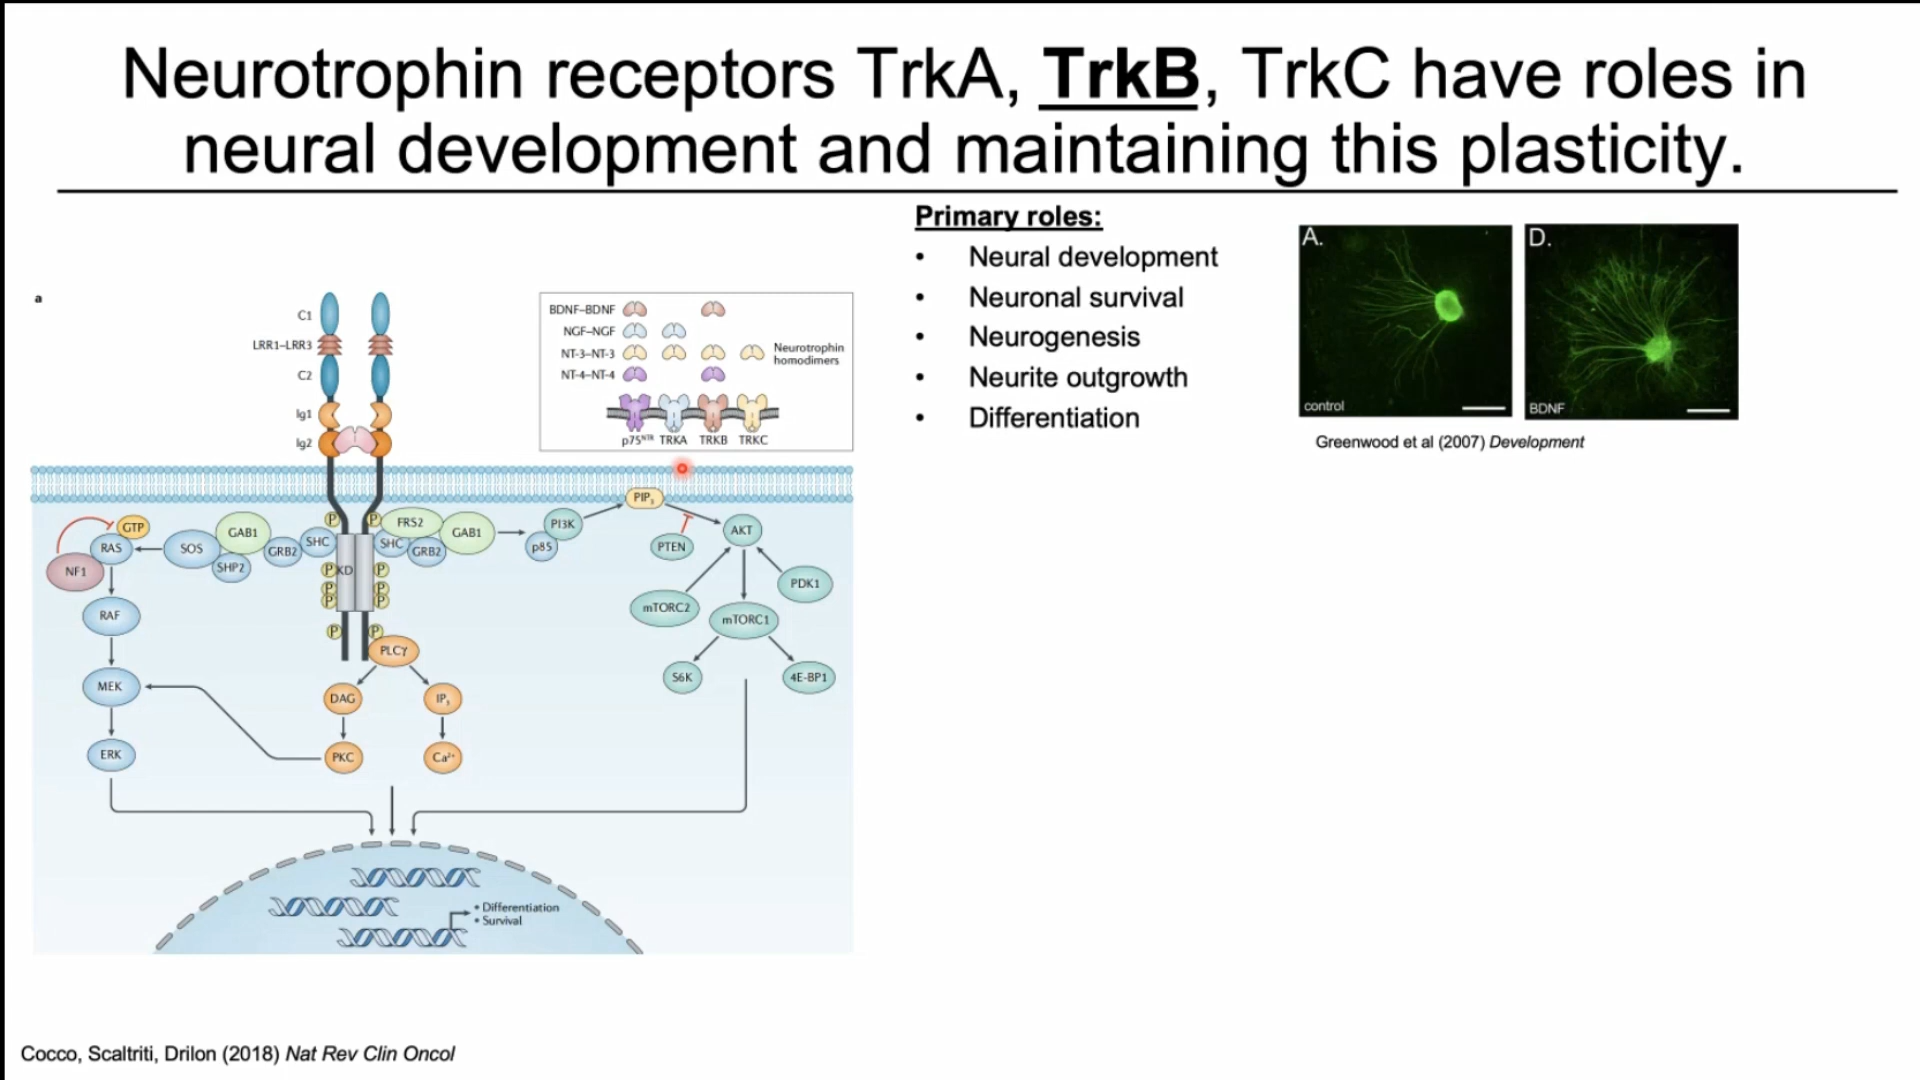 Neurotrophin receptors TrkA, TrkB, TrkC have roles in
neural development and maintaining this plasticity.
Primary roles:
• Neural development
• Neuronal survival
• Neurogenesis
• Neurite outgrowth
• Differentiation
A.
control
D.
BDNF
Greenwood et al (2007) Development
a
C1
LRR1–LRR3
C2
Ig1
Ig2
BDNF–BDNF
NGF–NGF
NT-3–NT-3
NT-4–NT-4
Neurotrophin
homodimers
p75NTR TRKA TRKB TRKC
GTP
RAS
NF1
SOS
GAB1
SHP2
GRB2
SHC
P
P
FRS2
SHC
GRB2
GAB1
p85
PI3K
PIP3
PTEN
AKT
P
KD
P
P
P
P
P
PDK1
mTORC2
mTORC1
S6K
4E-BP1
RAF
MEK
ERK
P
P
PLCγ
DAG
IP3
PKC
Ca2+
• Differentiation
• Survival
Cocco, Scaltriti, Drilon (2018) Nat Rev Clin Oncol